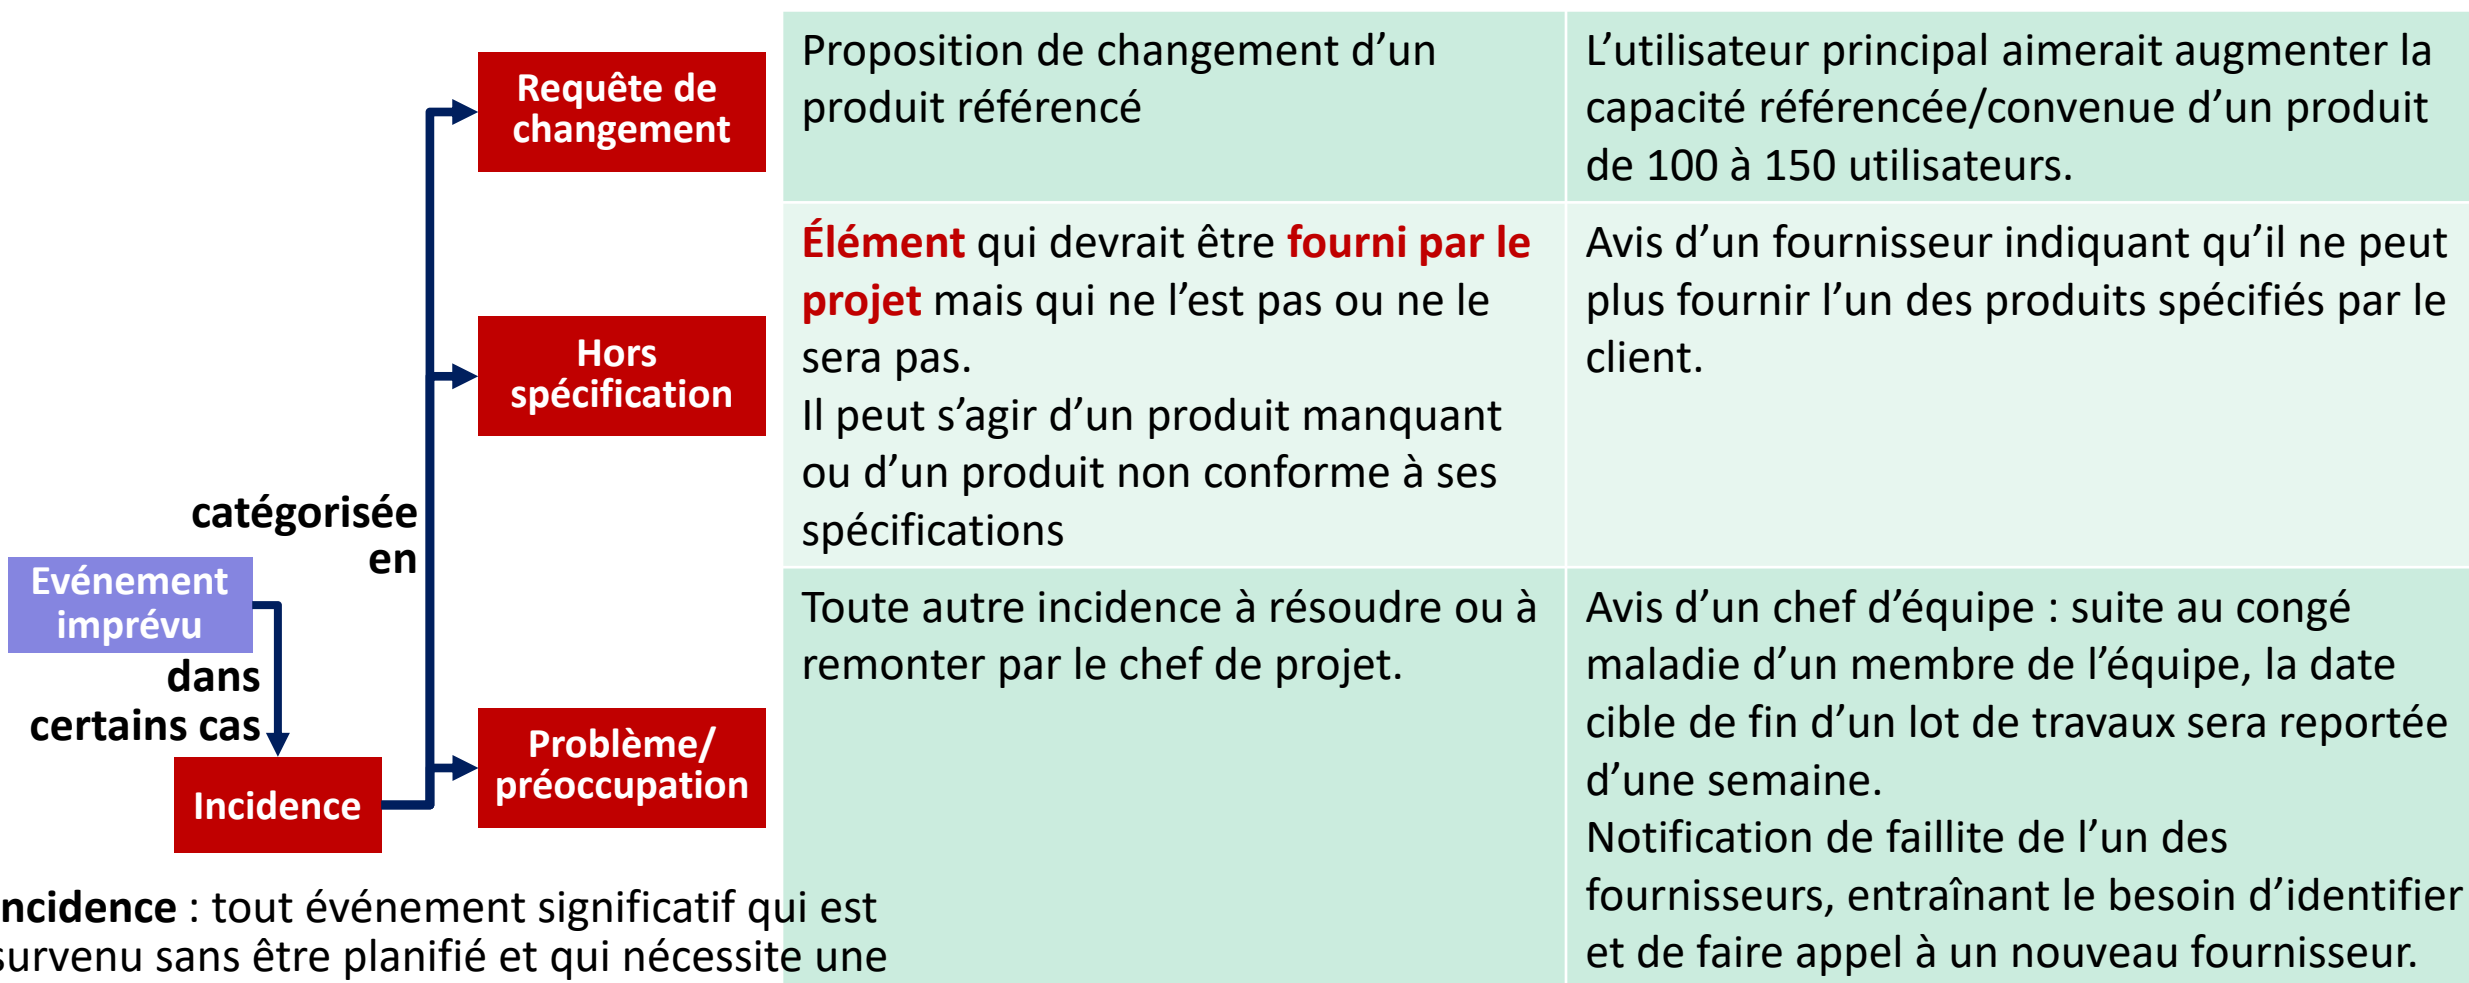 Requête de
changement
Proposition de changement d’un
produit référencé
L’utilisateur principal aimerait augmenter la
capacité référencée/convenue d’un produit
de 100 à 150 utilisateurs.
Hors
spécification
Élément qui devrait être fourni par le
projet mais qui ne l’est pas ou ne le
sera pas.
Il peut s’agir d’un produit manquant
ou d’un produit non conforme à ses
spécifications
Avis d’un fournisseur indiquant qu’il ne peut
plus fournir l’un des produits spécifiés par le
client.
catégorisée
en
Evénement
imprévu
dans
certains cas
Incidence
Problème/
préoccupation
Toute autre incidence à résoudre ou à
remonter par le chef de projet.
Avis d’un chef d’équipe : suite au congé
maladie d’un membre de l’équipe, la date
cible de fin d’un lot de travaux sera reportée
d’une semaine.
Notification de faillite de l’un des
fournisseurs, entraînant le besoin d’identifier
et de faire appel à un nouveau fournisseur.
ncidence : tout événement significatif qui est
survenu sans être planifié et qui nécessite une